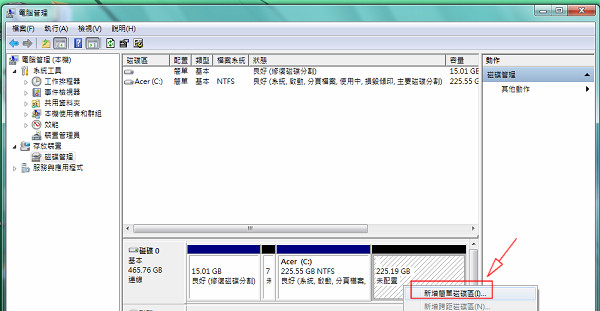 電腦管理
檔案(F) 執行(A) 檢視(V) 說明(H)
電腦管理 (本機)
系統工具
工作排程器
事件檢視器
共用資料夾
本機使用者和群組
效能
裝置管理員
存放裝置
磁碟管理
服務與應用程式
磁碟區 配置 類型 檔案系統 狀態 容量
簡單 基本 良好 (修復磁碟分割) 15.01 GB
Acer (C:) 簡單 基本 NTFS 良好 (系統, 啟動, 分頁檔案, 使用中, 損毀傾印, 主要磁碟分割) 225.55 G
動作
磁碟管理
其他動作
磁碟 0
基本
465.76 GB
連線
15.01 GB
良好 (修復磁碟分割)
7
未
Acer (C:)
225.55 GB NTFS
良好 (系統, 啟動, 分頁檔案,
225.19 GB
未配置
新增簡單磁碟區(I)...
新增跨距磁碟區(N)...